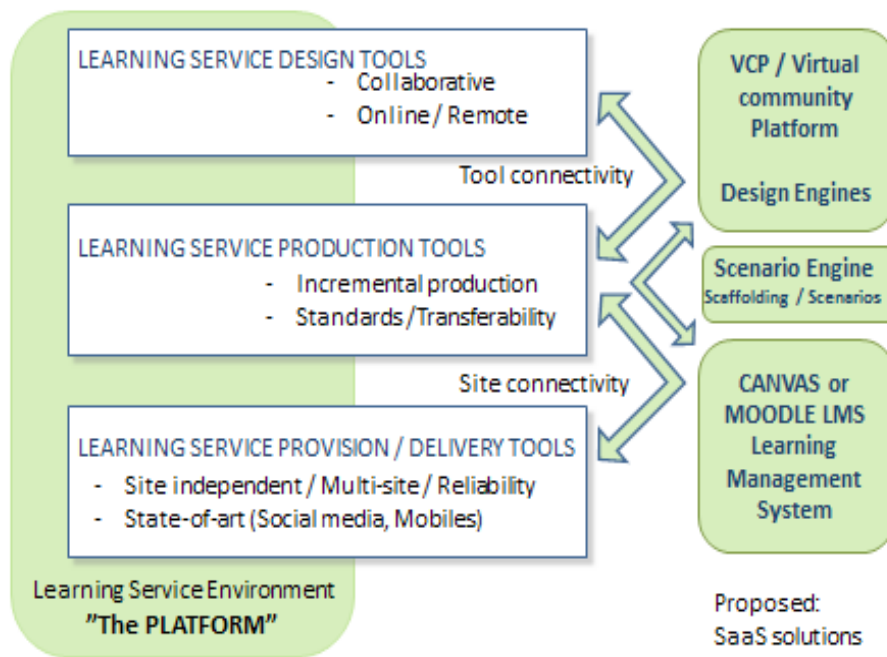 LEARNING SERVICE DESIGN TOOLS
- Collaborative
- Online / Remote
Tool connectivity
LEARNING SERVICE PRODUCTION TOOLS
- Incremental production
- Standards /Transferability
Site connectivity
LEARNING SERVICE PROVISION / DELIVERY TOOLS
- Site independent / Multi-site / Reliability
- State-of-art (Social media, Mobiles)
Learning Service Environment
”The PLATFORM”
VCP / Virtual
community
Platform
Design Engines
Scenario Engine
Scaffolding / Scenarios
CANVAS or
MOODLE LMS
Learning
Management
System
Proposed:
SaaS solutions